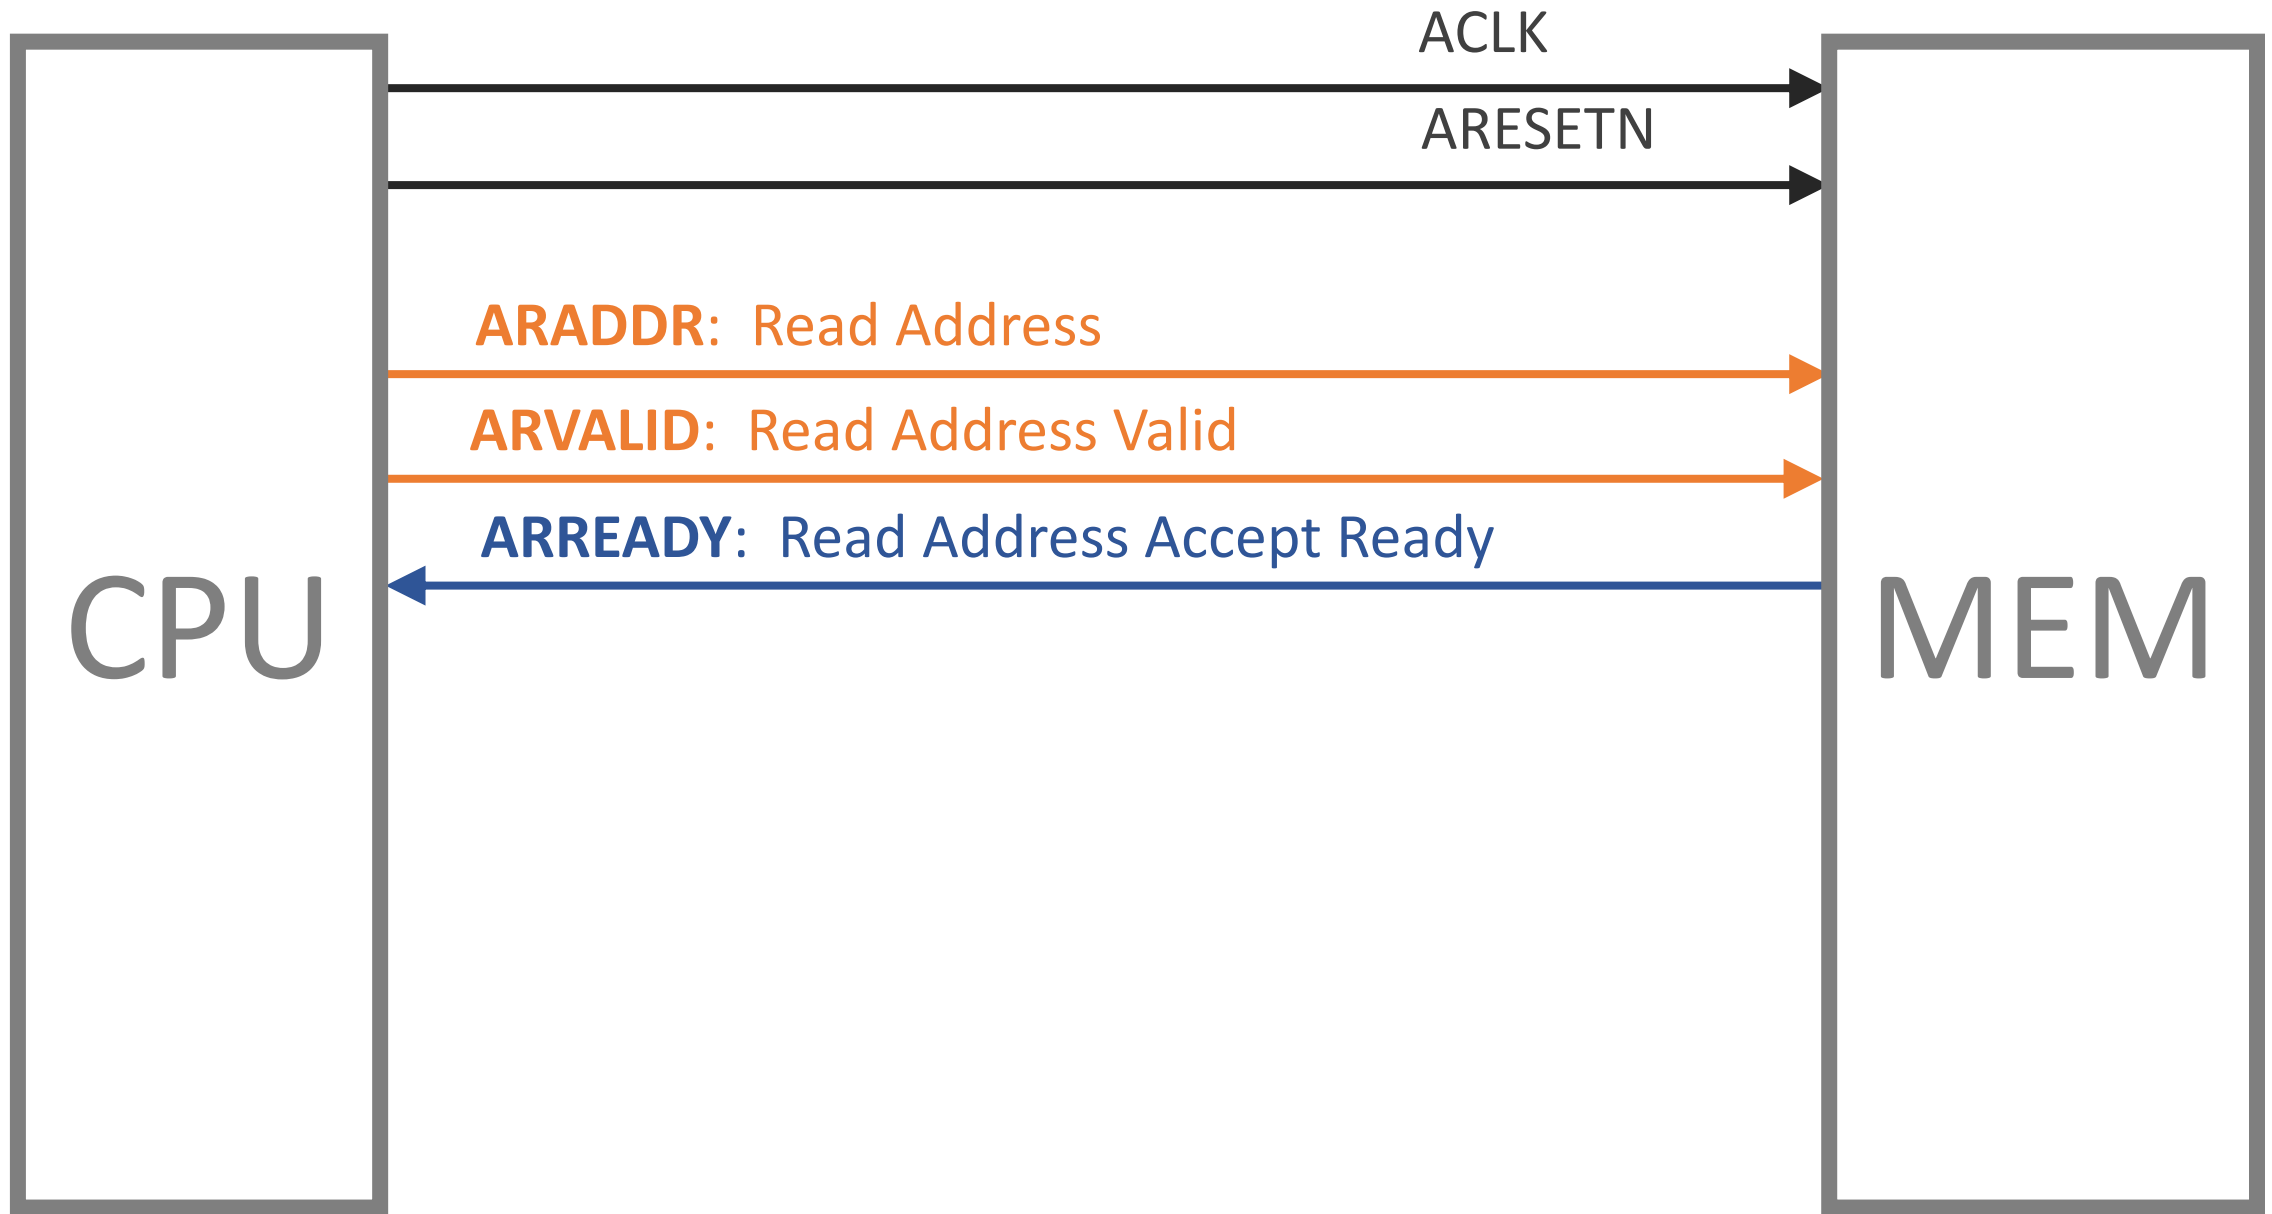 ACLK
ARESETN
ARADDR: Read Address
ARVALID: Read Address Valid
ARREADY: Read Address Accept Ready
CPU
MEM